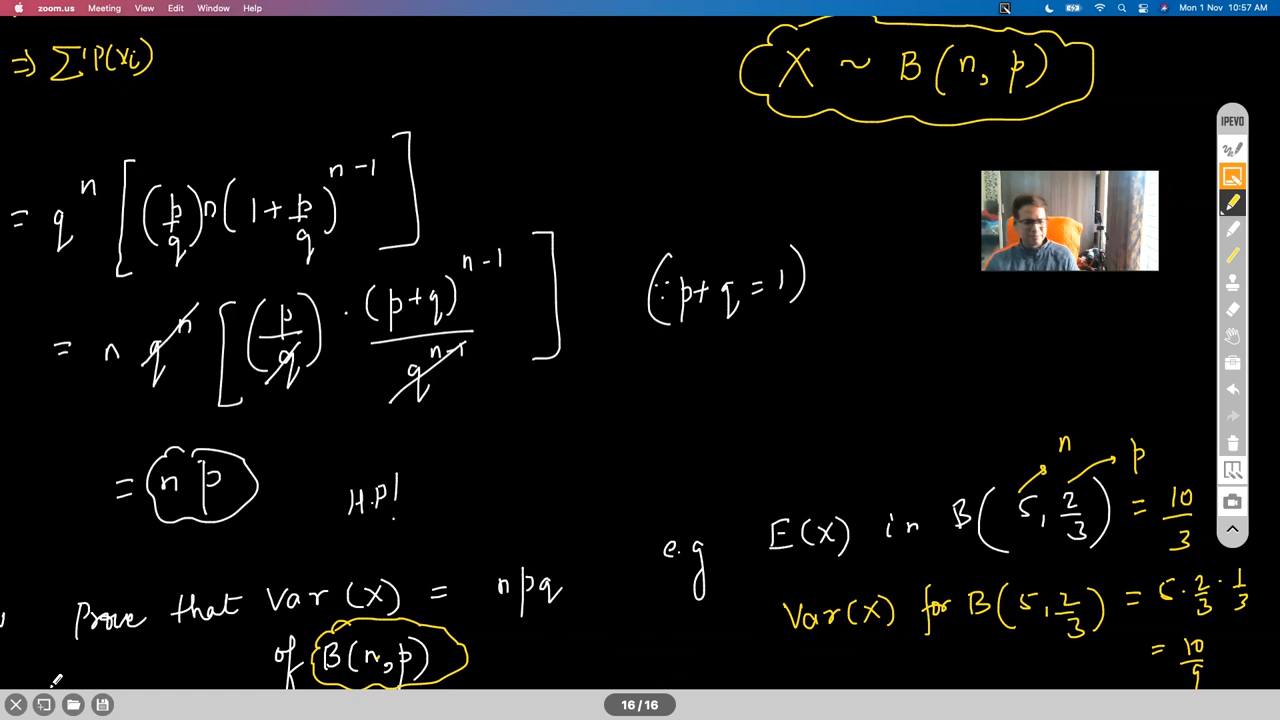 zoom.us Meeting View Edit Window Help Mon 1 Nov 10:57 AM
⇒ ΣP(xi)
X ~ B(n, p)
IPEVO
= q^n [(p/q) n (1 + p/q)^(n-1)]
= n q^n [(p/q) · (p+q)^(n-1) / q^(n-1)] (∵ p + q = 1)
= np H.P!
n p
e.g E(X) in B(5, 2/3) = 10/3
Prove that Var(X) = npq
of B(n, p)
Var(X) for B(5, 2/3) = 5 · 2/3 · 1/3
= 10/9
16 / 16